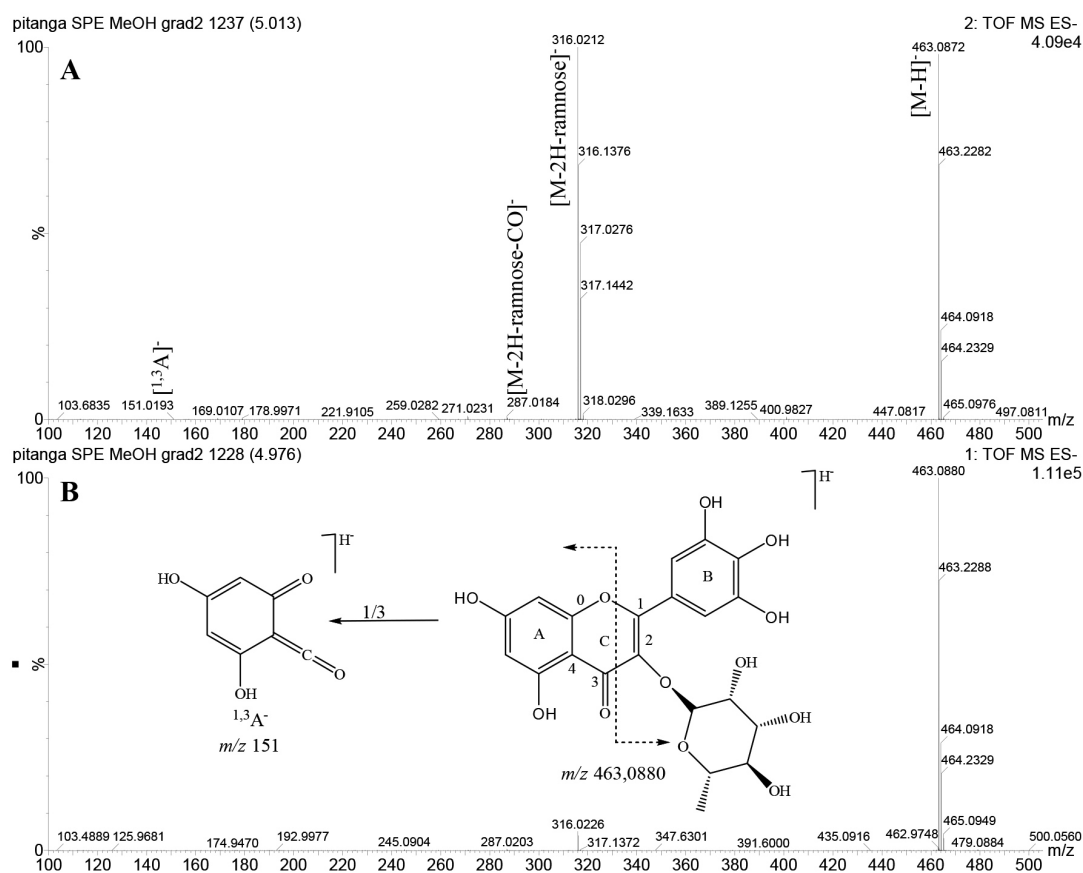 pitanga SPE MeOH grad2 1237 (5.013)
2: TOF MS ES-
4.09e4
A
100
%
0
316.0212
463.0872
[M-2H-ramnose]-
[M-H]-
316.1376
463.2282
[M-2H-ramnose-CO]-
317.0276
317.1442
464.0918
464.2329
[1,3A]-
103.6835
151.0193
169.0107
178.9971
221.9105
259.0282
271.0231
287.0184
318.0296
339.1633
389.1255
400.9827
447.0817
465.0976
497.0811
100 120 140 160 180 200 220 240 260 280 300 320 340 360 380 400 420 440 460 480 500
m/z
pitanga SPE MeOH grad2 1228 (4.976)
1: TOF MS ES-
1.11e5
B
100
%
0
463.0880
H-
OH
OH
OH
B
H-
HO
O
C
O
OH
1,3A-
m/z 151
1/3
HO
A
0
O
1
C
2
4
3
OH
O
O
OH
OH
O
OH
m/z 463,0880
463.2288
464.0918
464.2329
103.4889
125.9681
174.9470
192.9977
245.0904
287.0203
316.0226
317.1372
347.6301
391.6000
435.0916
462.9748
465.0949
479.0884
500.0560
100 120 140 160 180 200 220 240 260 280 300 320 340 360 380 400 420 440 460 480 500
m/z